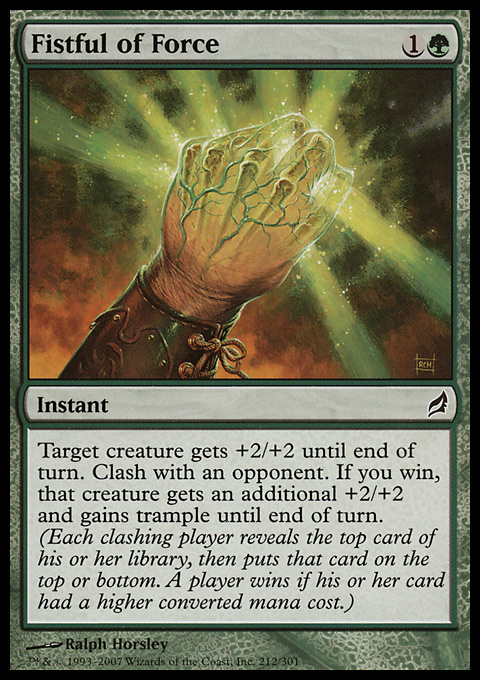 Fistful of Force 1
RCH
Instant
Target creature gets +2/+2 until end of
turn. Clash with an opponent. If you win,
that creature gets an additional +2/+2
and gains trample until end of turn.
(Each clashing player reveals the top card of
his or her library, then puts that card on the
top or bottom. A player wins if his or her card
had a higher converted mana cost.)
Ralph Horsley
™ & © 1993–2007 Wizards of the Coast, Inc. 212/301